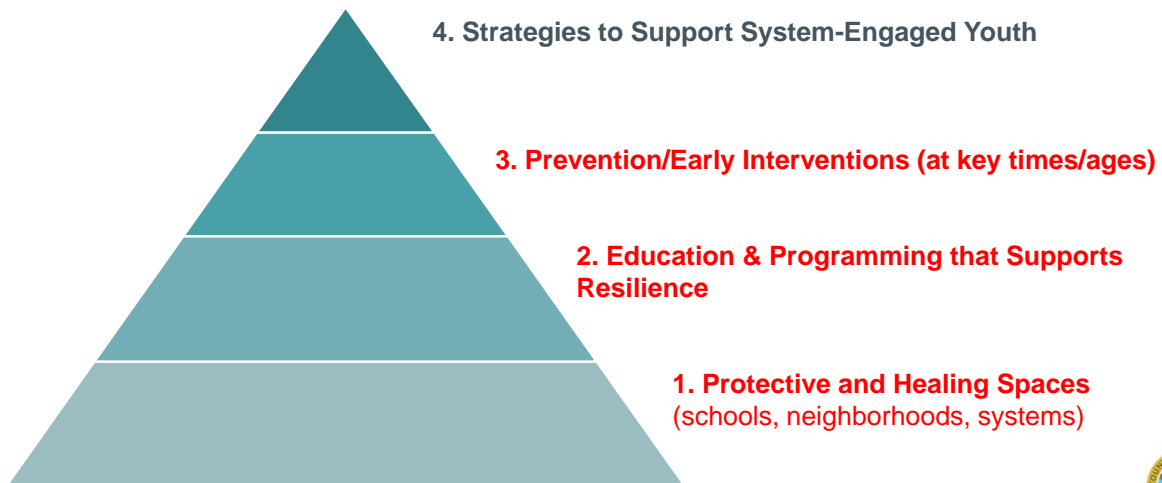 4. Strategies to Support System-Engaged Youth
3. Prevention/Early Interventions (at key times/ages)
2. Education & Programming that Supports
Resilience
1. Protective and Healing Spaces
(schools, neighborhoods, systems)